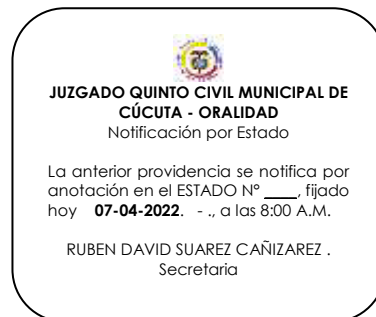 JUZGADO QUINTO CIVIL MUNICIPAL DE
CÚCUTA - ORALIDAD
Notificación por Estado
La anterior providencia se notifica por
anotación en el ESTADO N° ____, fijado
hoy 07-04-2022. - ., a las 8:00 A.M.
RUBEN DAVID SUAREZ CAÑIZAREZ .
Secretaria